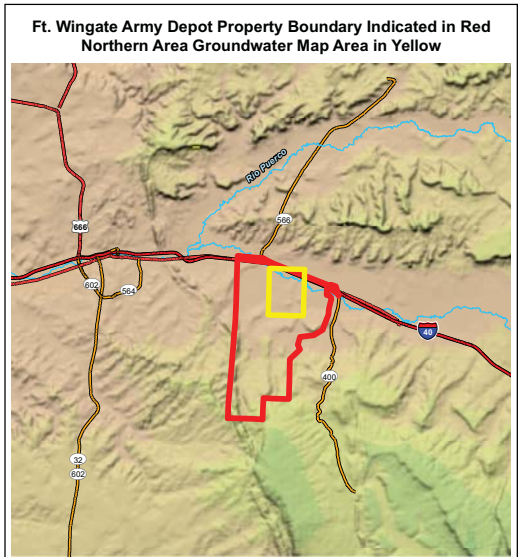 Ft. Wingate Army Depot Property Boundary Indicated in Red
Northern Area Groundwater Map Area in Yellow
Rio Puerco
566
666
602
564
40
400
32
602